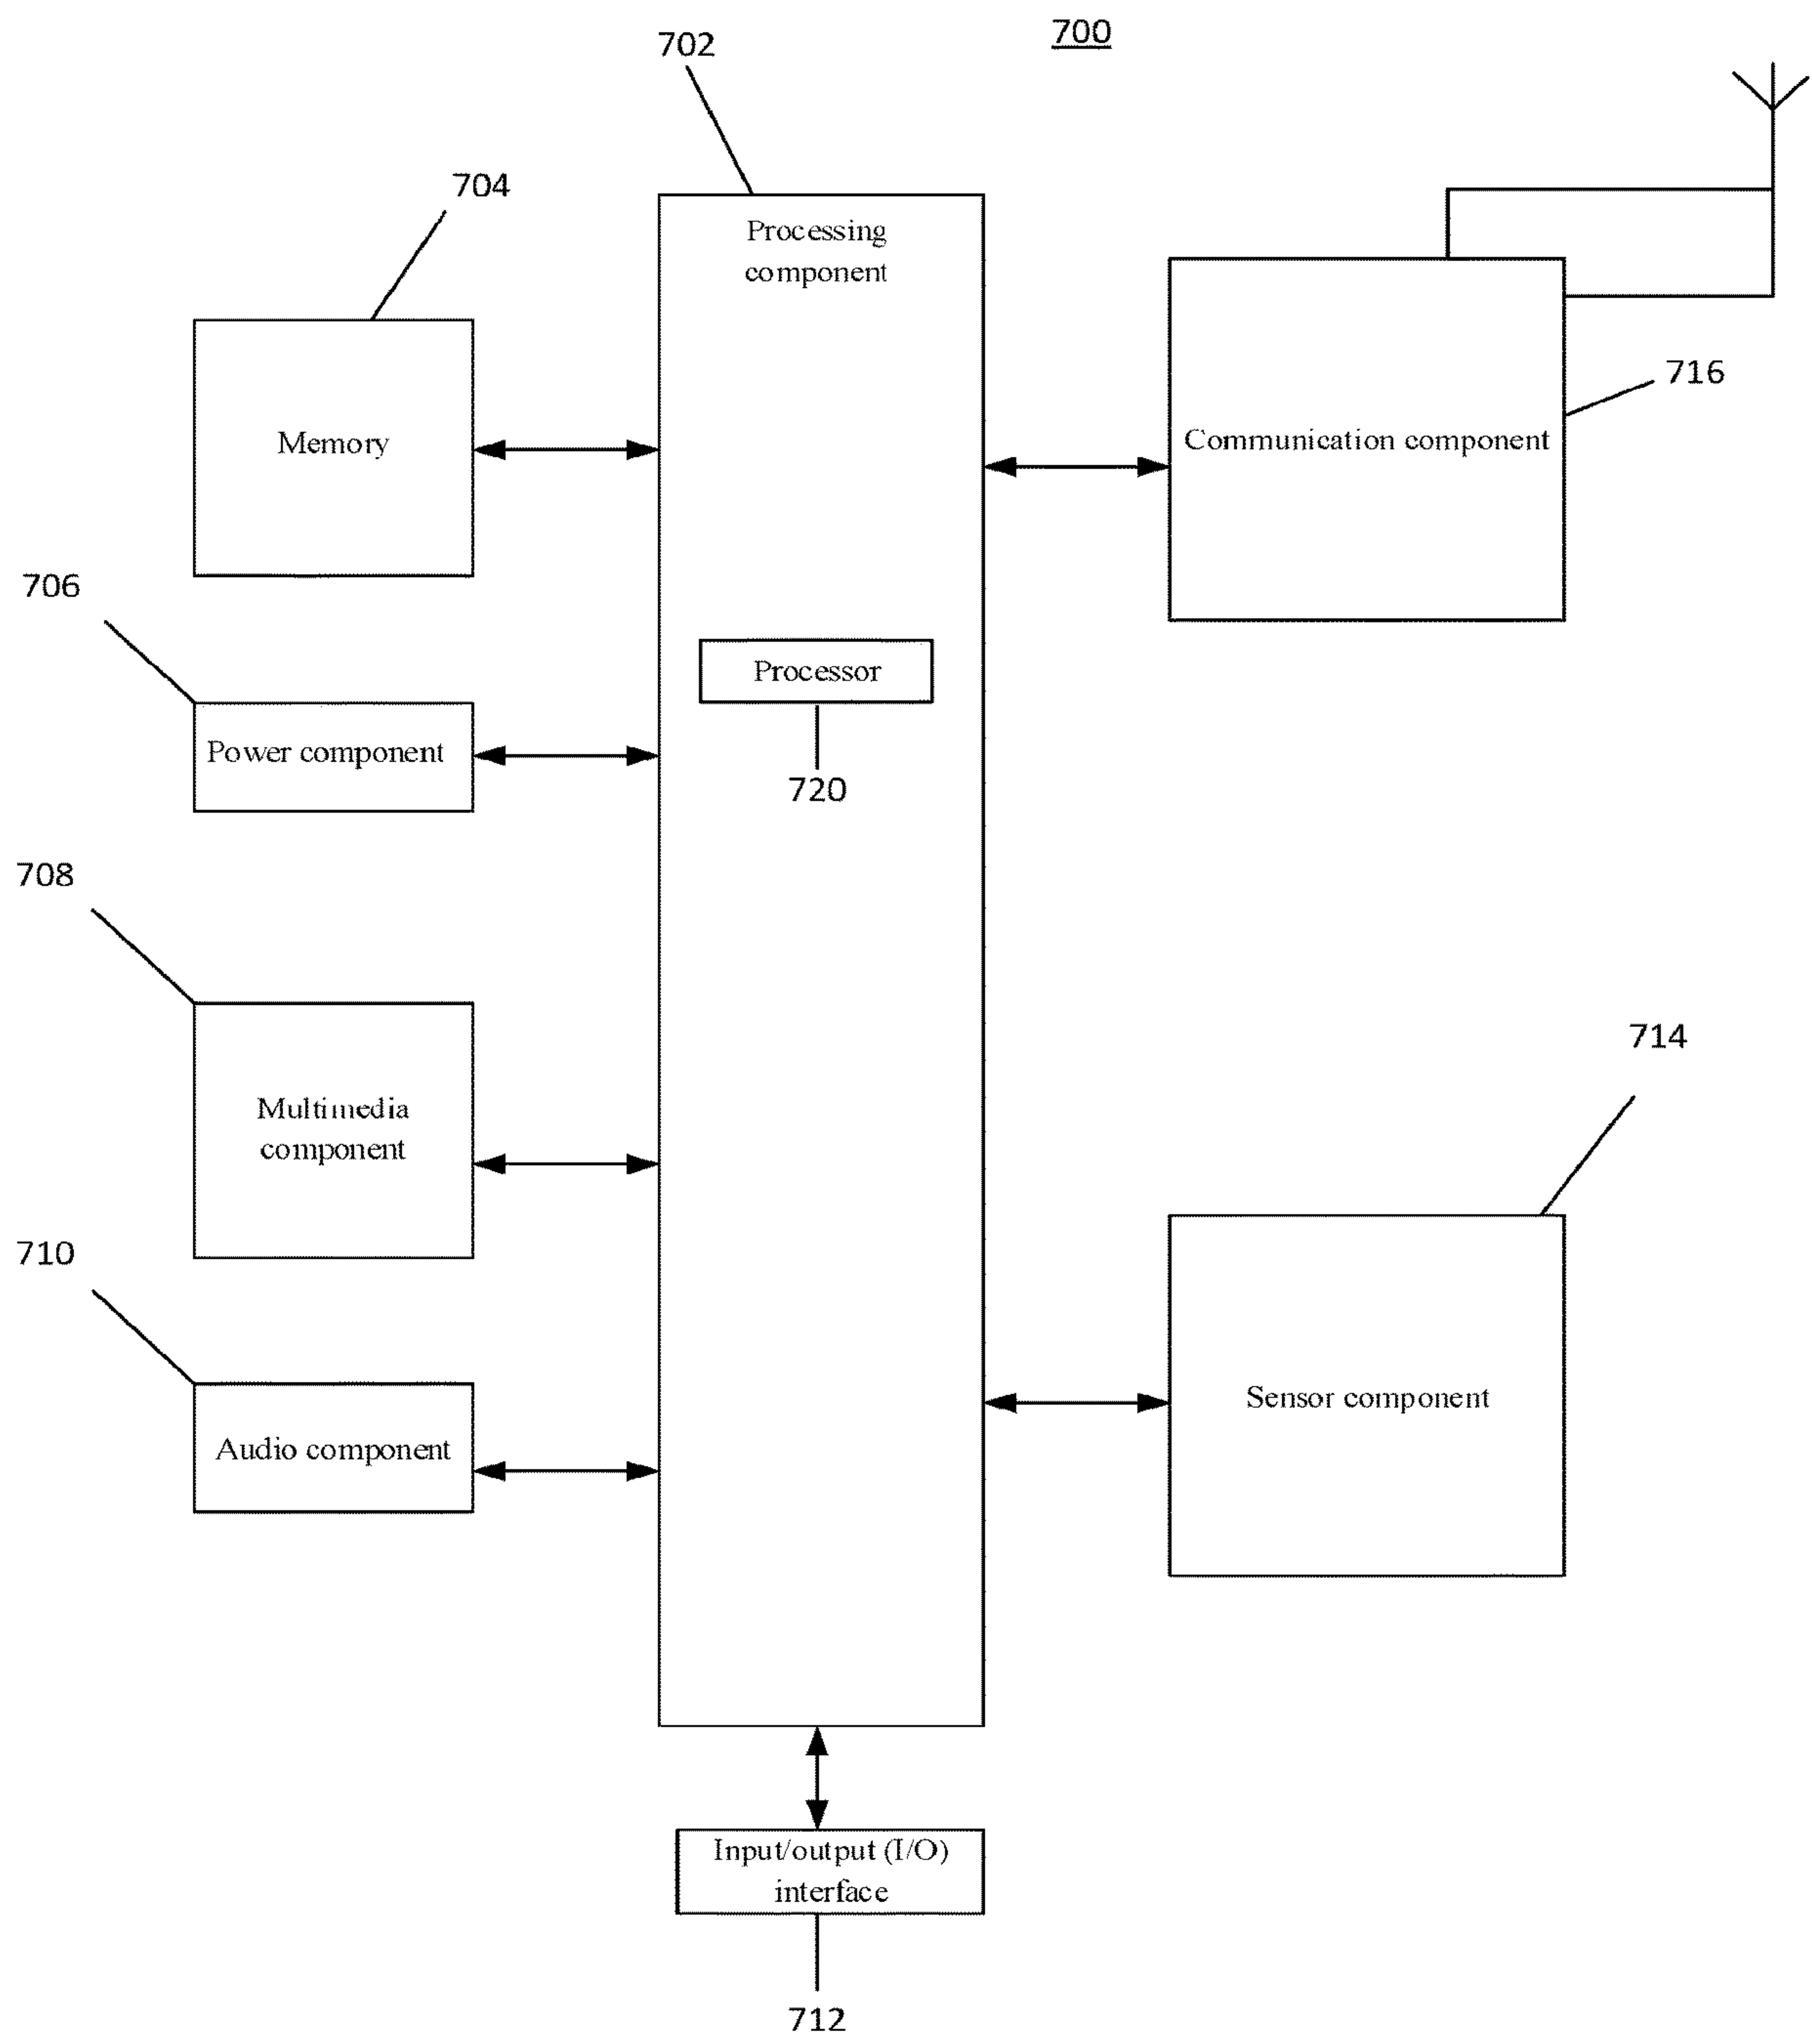 700
702
704
Processing
component
716
Memory
Communication component
706
Processor
Power component
720
708
714
Multimedia
component
710
Sensor component
Audio component
Input/output (I/O)
interface
712